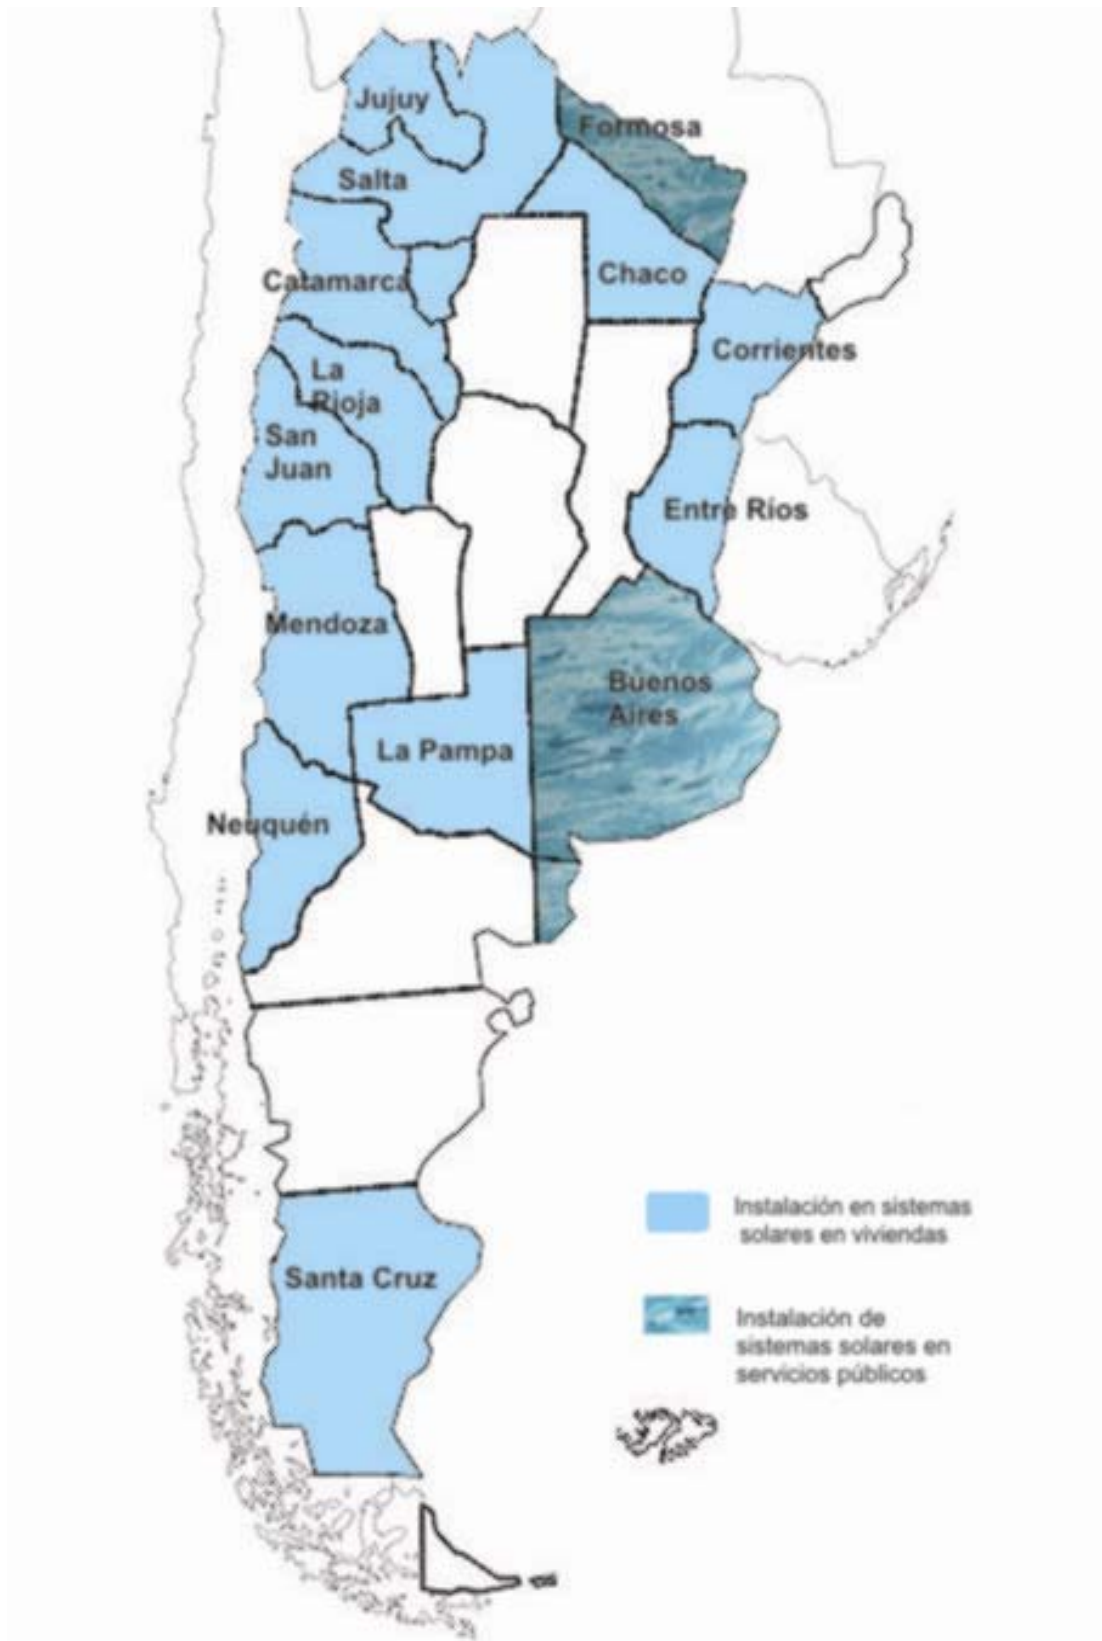 Jujuy
Formosa
Salta
Catamarca
Chaco
Corrientes
La
Rioja
San
Juan
Entre Ríos
Mendoza
Buenos
Aires
La Pampa
Neuquén
Santa Cruz
Instalación en sistemas
solares en viviendas
Instalación de
sistemas solares en
servicios públicos